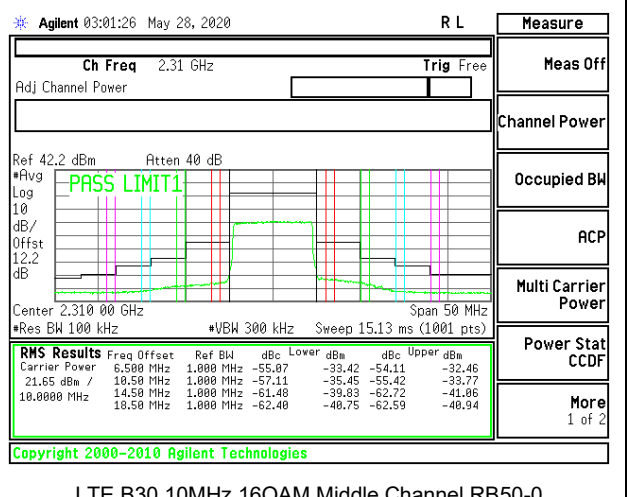 Agilent 03:01:26 May 28, 2020 R L
Measure
Ch Freq 2.31 GHz Trig Free
Meas Off
Adj Channel Power
Channel Power
Ref 42.2 dBm Atten 40 dB
#Avg
Log
10
dB/
Offst
12.2
dB
PASS LIMIT1
Occupied BW
ACP
Multi Carrier
Power
Center 2.310 00 GHz Span 50 MHz
#Res BW 100 kHz #VBW 300 kHz Sweep 15.13 ms (1001 pts)
Power Stat
CCDF
RMS Results Freq Offset Ref BW dBc Lower dBm dBc Upper dBm
Carrier Power 6.500 MHz 1.000 MHz -55.07 -33.42 -54.11 -32.46
21.65 dBm / 10.50 MHz 1.000 MHz -57.11 -35.45 -55.42 -33.77
10.0000 MHz 14.50 MHz 1.000 MHz -61.48 -39.83 -62.72 -41.06
18.50 MHz 1.000 MHz -62.40 -40.75 -62.59 -40.94
More
1 of 2
Copyright 2000-2010 Agilent Technologies
LTE B30 10MHz 16QAM Middle Channel RB50-0